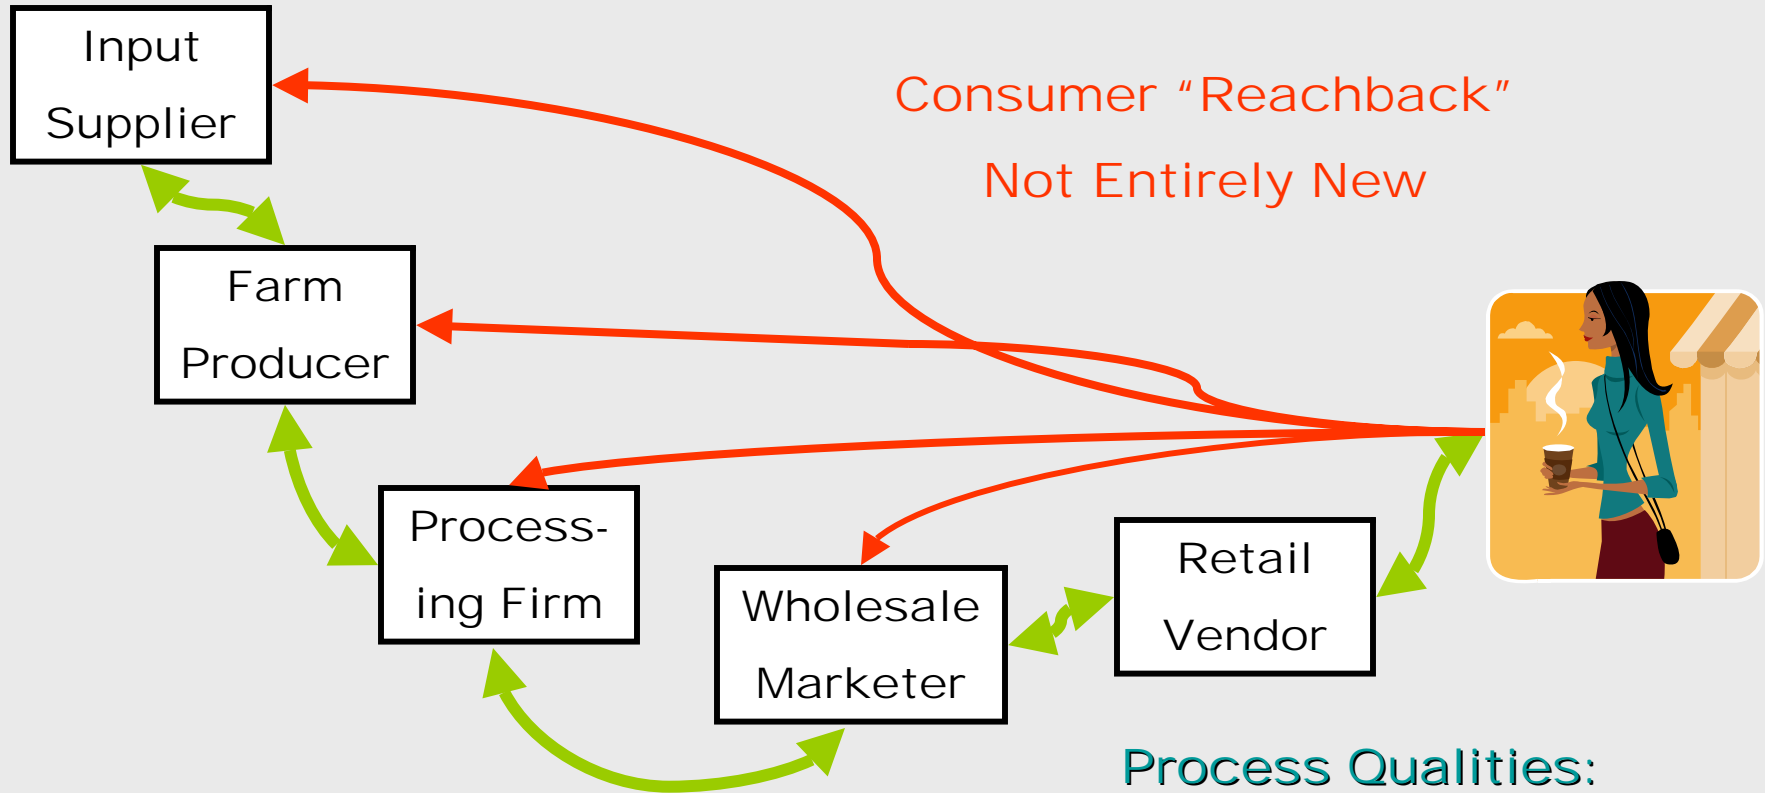 Input
Supplier
Consumer “Reachback”
Not Entirely New
Farm
Producer
Process-
ing Firm
Wholesale
Marketer
Retail
Vendor
Process Qualities: